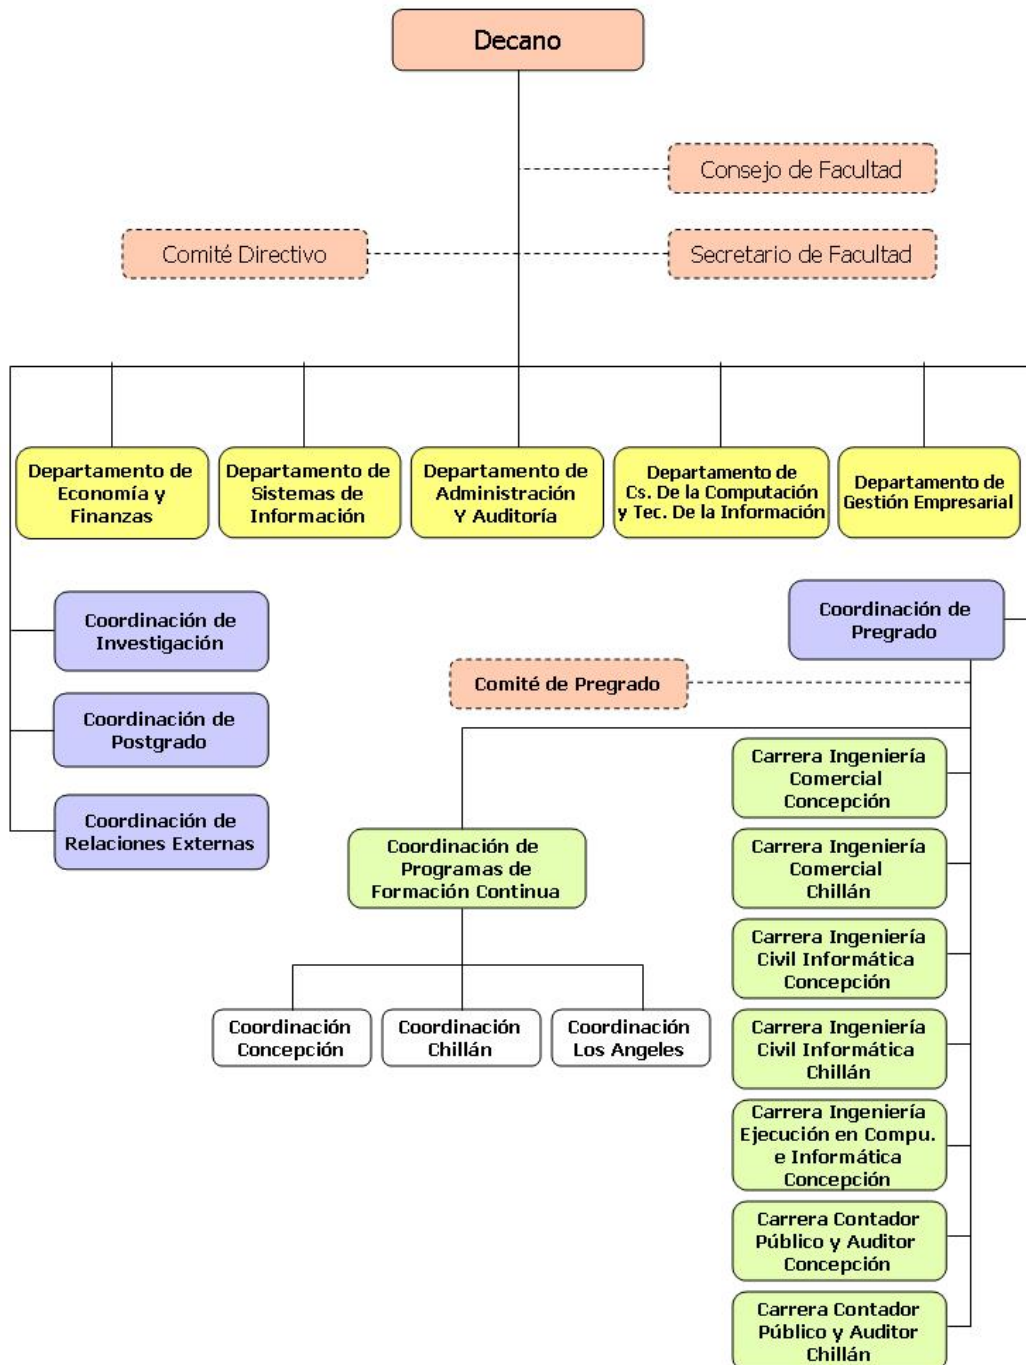 Decano
Consejo de Facultad
Comité Directivo
Secretario de Facultad
Departamento de
Economía y
Finanzas
Departamento de
Sistemas de
Información
Departamento de
Administración
Y Auditoría
Departamento de
Cs. De la Computación
y Tec. De la Información
Departamento de
Gestión Empresarial
Coordinación de
Investigación
Coordinación de
Postgrado
Coordinación de
Relaciones Externas
Coordinación de
Pregrado
Comité de Pregrado
Coordinación de
Programas de
Formación Continua
Coordinación
Concepción
Coordinación
Chillán
Coordinación
Los Angeles
Carrera Ingeniería
Comercial
Concepción
Carrera Ingeniería
Comercial
Chillán
Carrera Ingeniería
Civil Informática
Concepción
Carrera Ingeniería
Civil Informática
Chillán
Carrera Ingeniería
Ejecución en Compu.
e Informática
Concepción
Carrera Contador
Público y Auditor
Concepción
Carrera Contador
Público y Auditor
Chillán